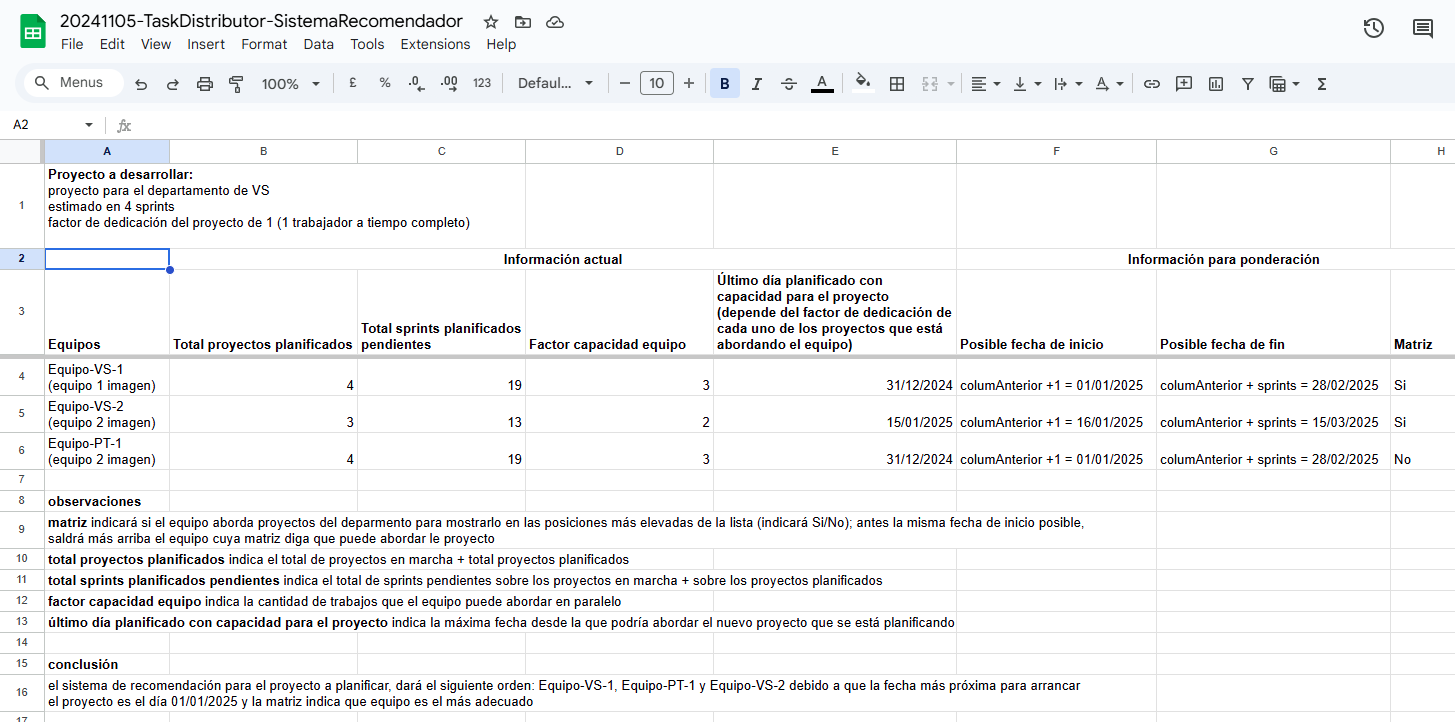 20241105-TaskDistributor-SistemaRecomendador
File Edit View Insert Format Data Tools Extensions Help
Menus 100% £ % .0 .00 123 Defaul... 10 B I A
A2 fx
A B C D E F G H
1
Proyecto a desarrollar:
proyecto para el departamento de VS
estimado en 4 sprints
factor de dedicación del proyecto de 1 (1 trabajador a tiempo completo)
2 Información actual Información para ponderación
3
Equipos
Total proyectos planificados
Total sprints planificados
pendientes
Factor capacidad equipo
Último día planificado con
capacidad para el proyecto
(depende del factor de dedicación de
cada uno de los proyectos que está
abordando el equipo)
Posible fecha de inicio
Posible fecha de fin
Matriz
4
Equipo-VS-1
(equipo 1 imagen) 4 19 3 31/12/2024 columAnterior +1 = 01/01/2025 columAnterior + sprints = 28/02/2025 Si
5
Equipo-VS-2
(equipo 2 imagen) 3 13 2 15/01/2025 columAnterior +1 = 16/01/2025 columAnterior + sprints = 15/03/2025 Si
6
Equipo-PT-1
(equipo 2 imagen) 4 19 3 31/12/2024 columAnterior +1 = 01/01/2025 columAnterior + sprints = 28/02/2025 No
7
8 observaciones
9
matriz indicará si el equipo aborda proyectos del deparmento para mostrarlo en las posiciones más elevadas de la lista (indicará Si/No); antes la misma fecha de inicio posible,
saldrá más arriba el equipo cuya matriz diga que puede abordar le proyecto
10 total proyectos planificados indica el total de proyectos en marcha + total proyectos planificados
11 total sprints planificados pendientes indica el total de sprints pendientes sobre los proyectos en marcha + sobre los proyectos planificados
12 factor capacidad equipo indica la cantidad de trabajos que el equipo puede abordar en paralelo
13 último día planificado con capacidad para el proyecto indica la máxima fecha desde la que podría abordar el nuevo proyecto que se está planificando
14
15 conclusión
16
el sistema de recomendación para el proyecto a planificar, dará el siguiente orden: Equipo-VS-1, Equipo-PT-1 y Equipo-VS-2 debido a que la fecha más próxima para arrancar
el proyecto es el día 01/01/2025 y la matriz indica que equipo es el más adecuado
17